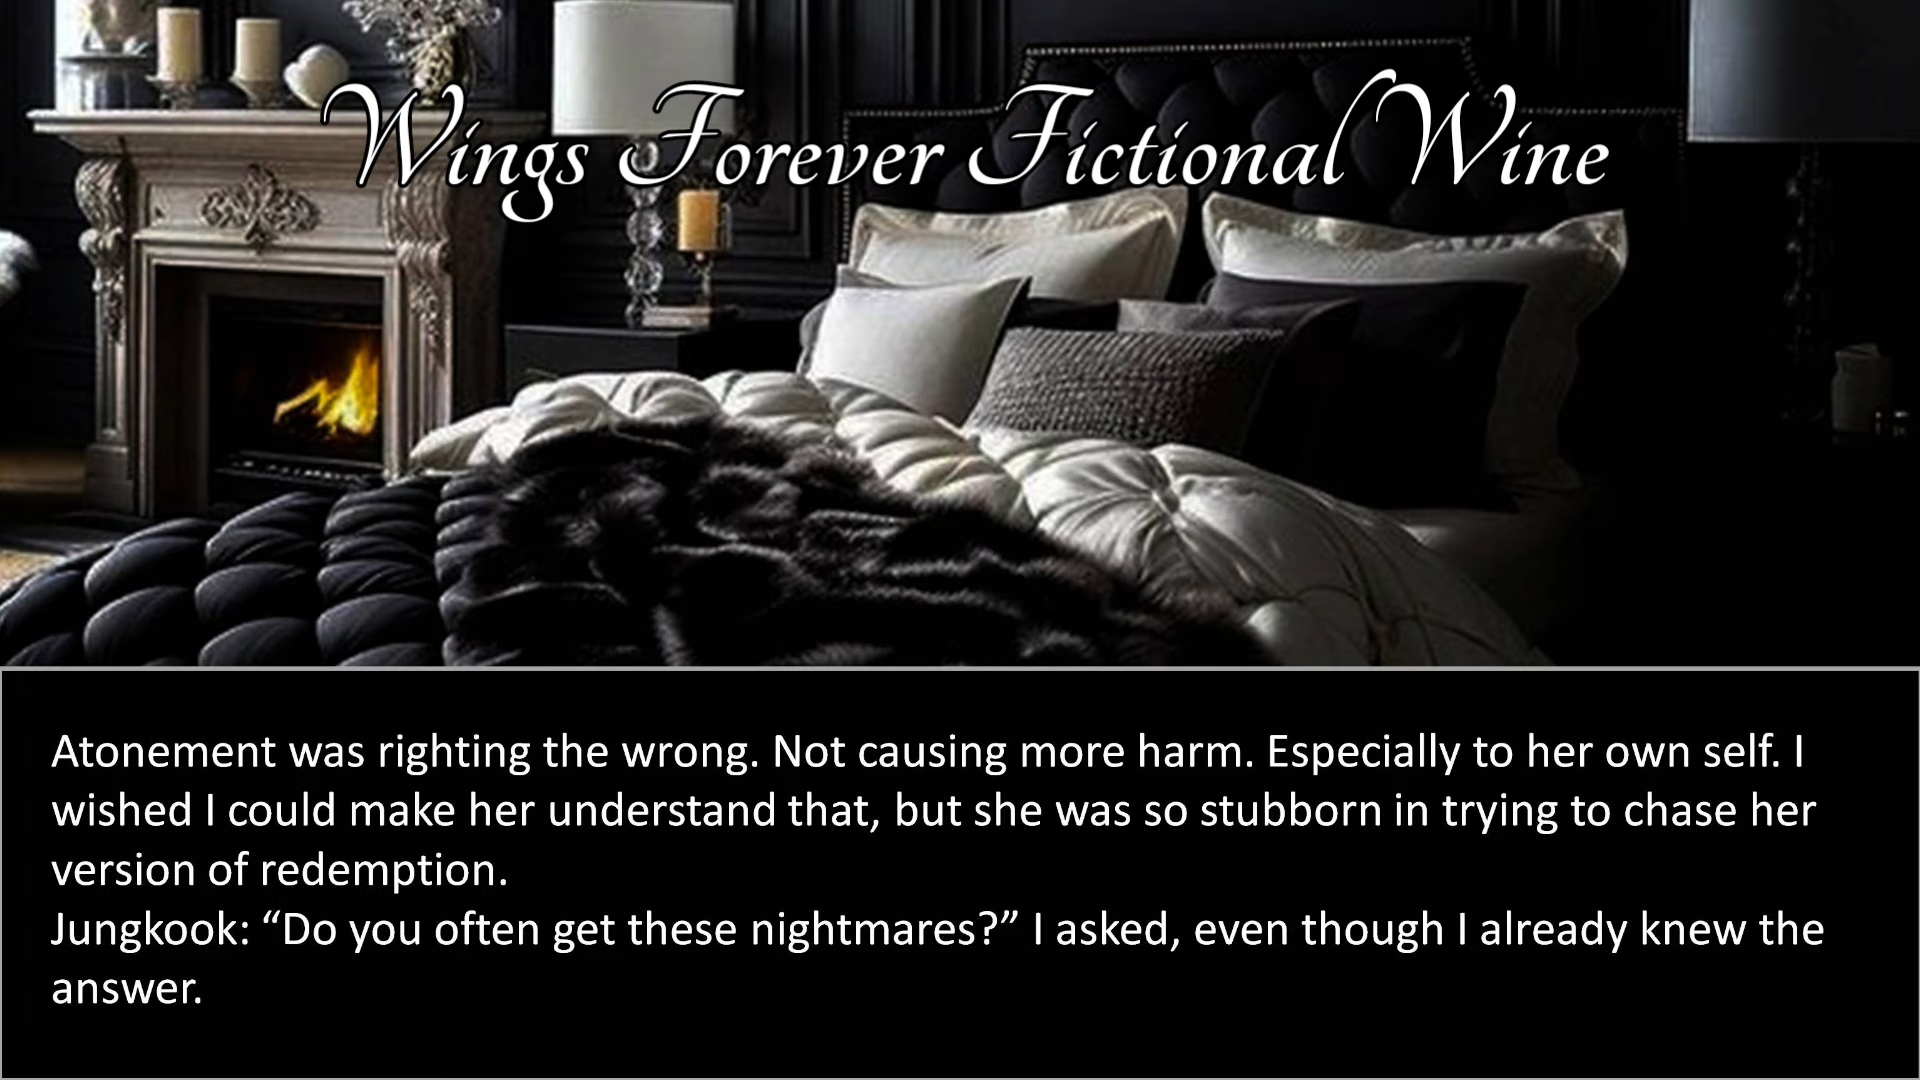 Wings Forever Fictional Wine
Atonement was righting the wrong. Not causing more harm. Especially to her own self. I
wished I could make her understand that, but she was so stubborn in trying to chase her
version of redemption.
Jungkook: “Do you often get these nightmares?” I asked, even though I already knew the
answer.